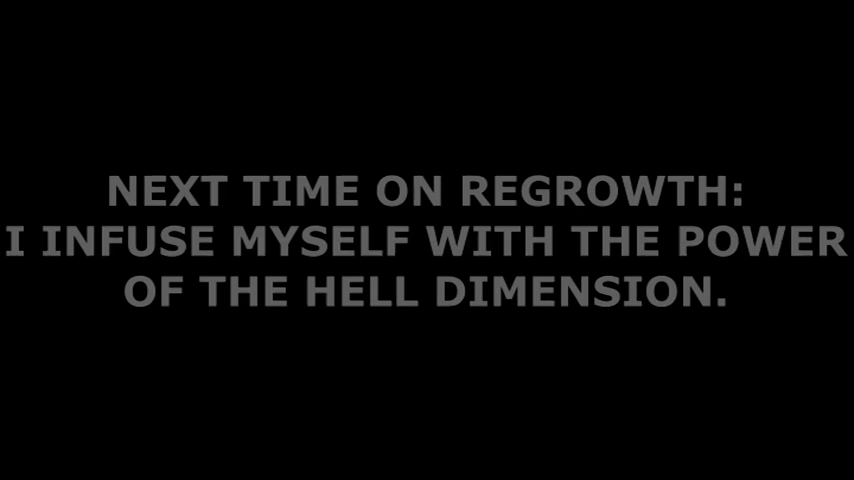 NEXT TIME ON REGROWTH:
I INFUSE MYSELF WITH THE POWER
OF THE HELL DIMENSION.